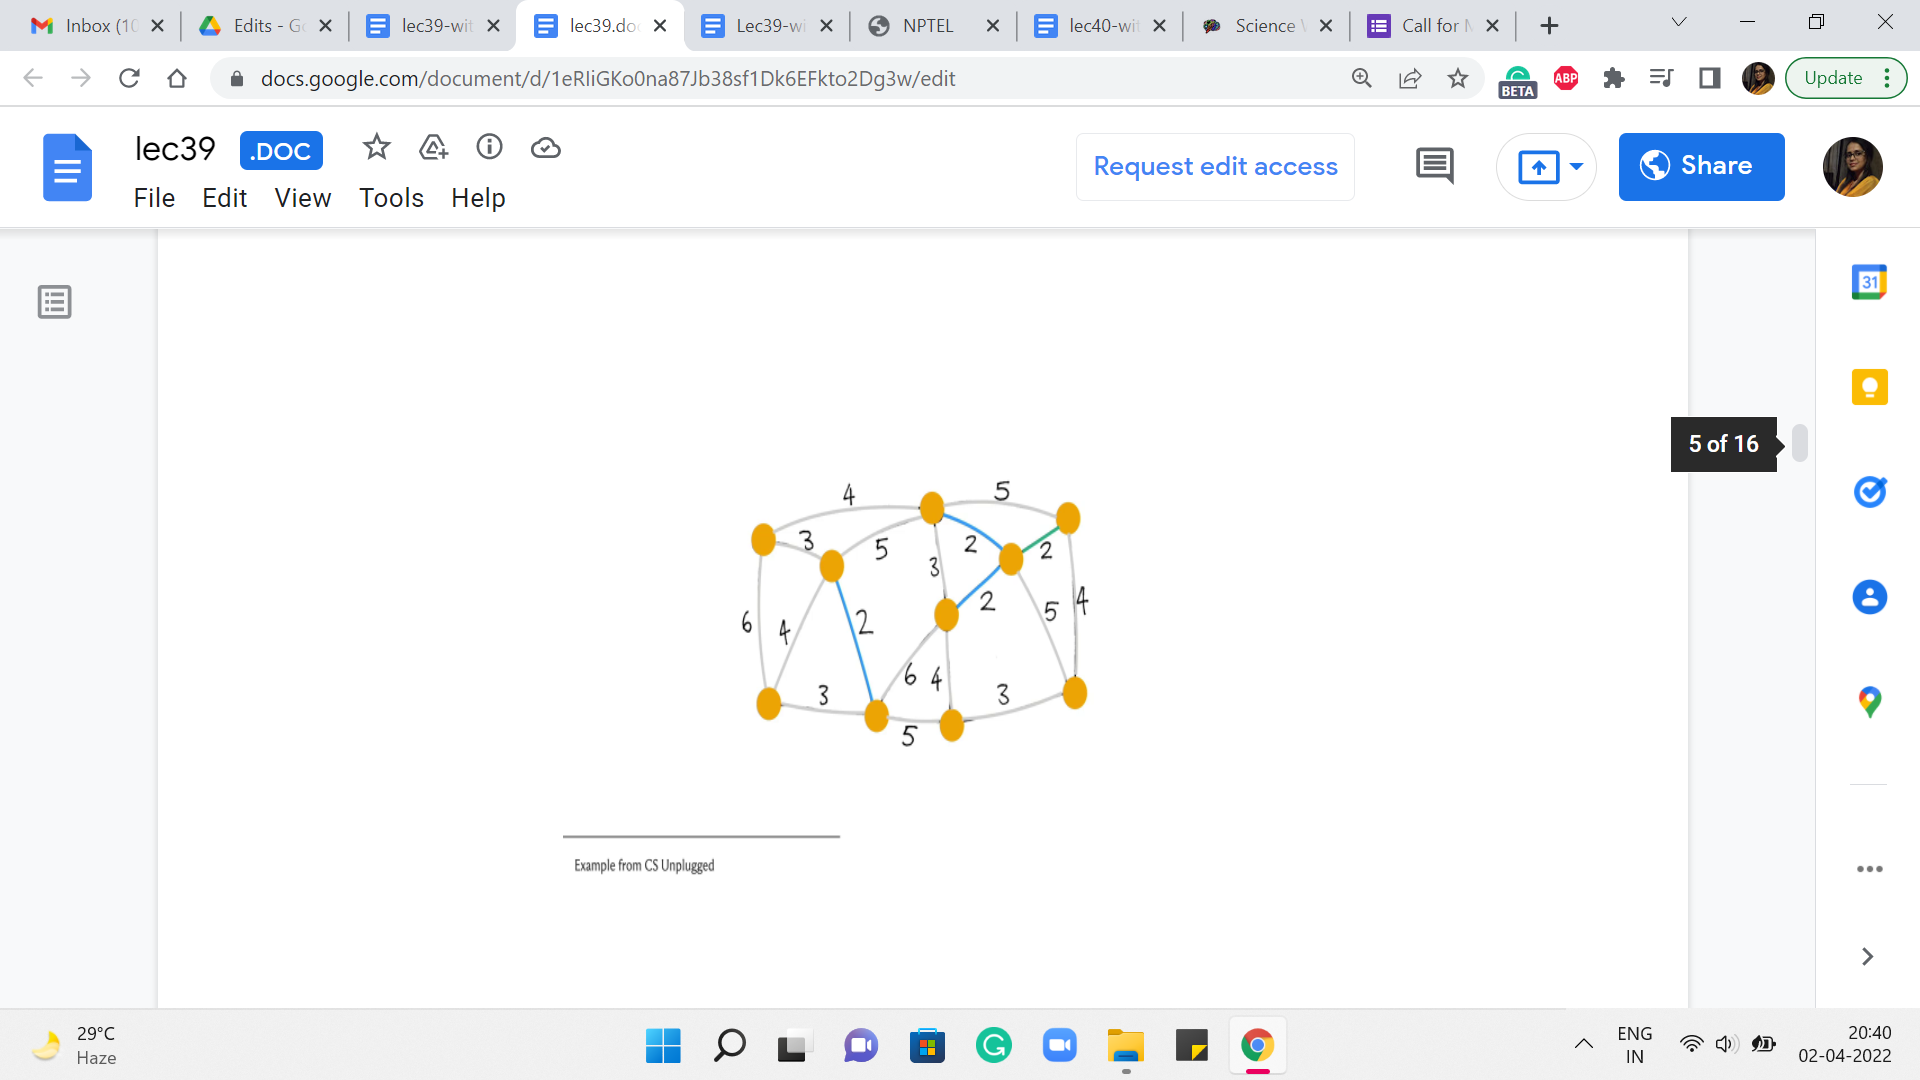 Inbox (10
Edits - Go
lec39-wit
lec39.do
Lec39-wi
NPTEL
lec40-wit
Science V
Call for M
docs.google.com/document/d/1eRIiGKo0na87Jb38sf1Dk6EFkto2Dg3w/edit
BETA
ABP
Update
lec39
.DOC
File Edit View Tools Help
Request edit access
Share
31
5 of 16
4
5
3
5
2
2
3
2
5
4
6
4
2
6
4
3
3
5
Example from CS Unplugged
29°C
Haze
ENG
IN
20:40
02-04-2022